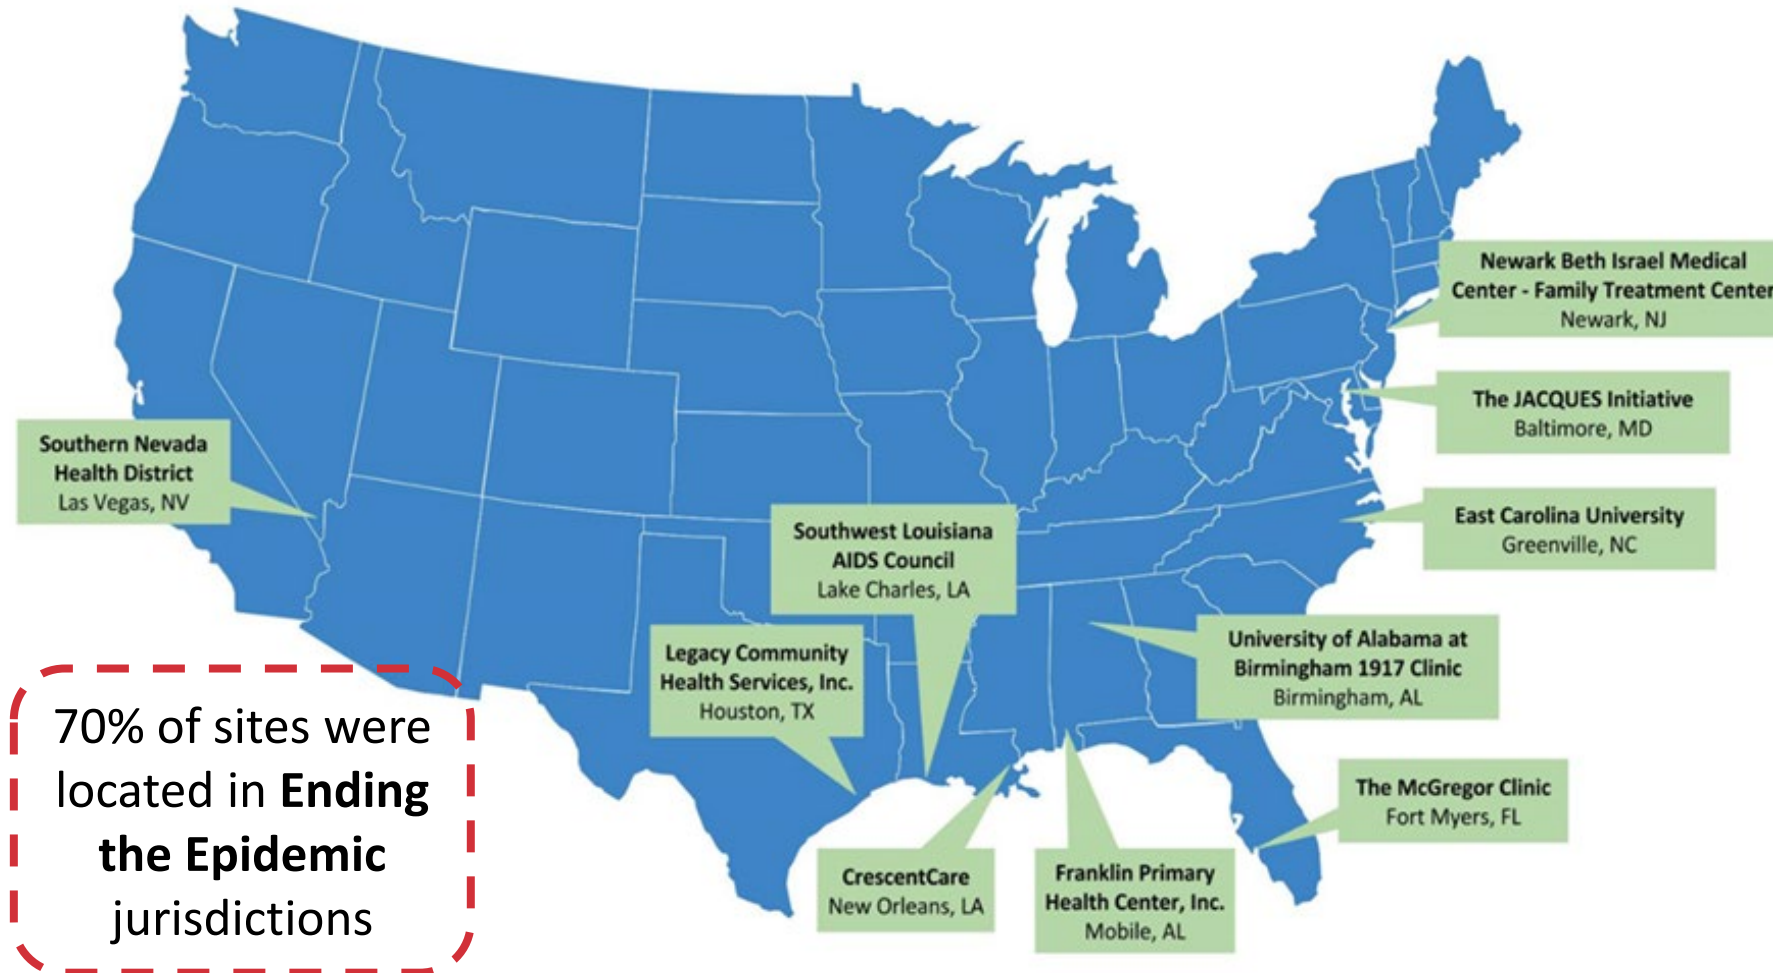 Newark Beth Israel Medical
Center - Family Treatment Center
Newark, NJ
The JACQUES Initiative
Baltimore, MD
Southern Nevada
Health District
Las Vegas, NV
East Carolina University
Greenville, NC
Southwest Louisiana
AIDS Council
Lake Charles, LA
Legacy Community
Health Services, Inc.
Houston, TX
University of Alabama at
Birmingham 1917 Clinic
Birmingham, AL
70% of sites were
located in Ending
the Epidemic
jurisdictions
The McGregor Clinic
Fort Myers, FL
CrescentCare
New Orleans, LA
Franklin Primary
Health Center, Inc.
Mobile, AL